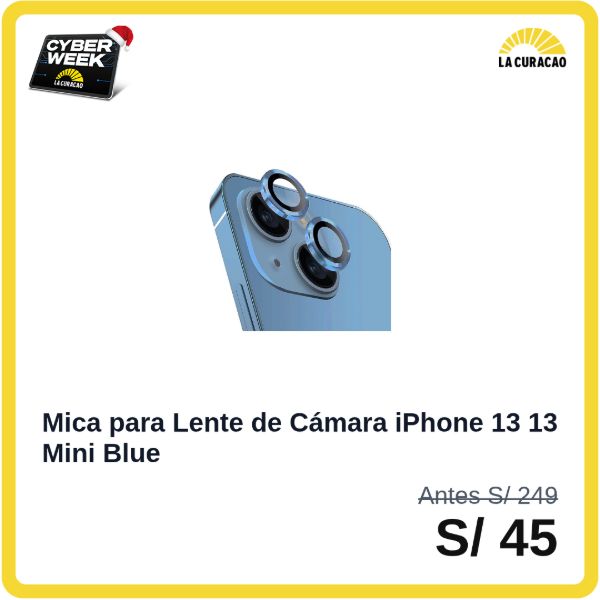 CYBER
WEEK
LA CURACAO
LA CURACAO
Mica para Lente de Cámara iPhone 13 13
Mini Blue
Antes S/ 249
S/ 45